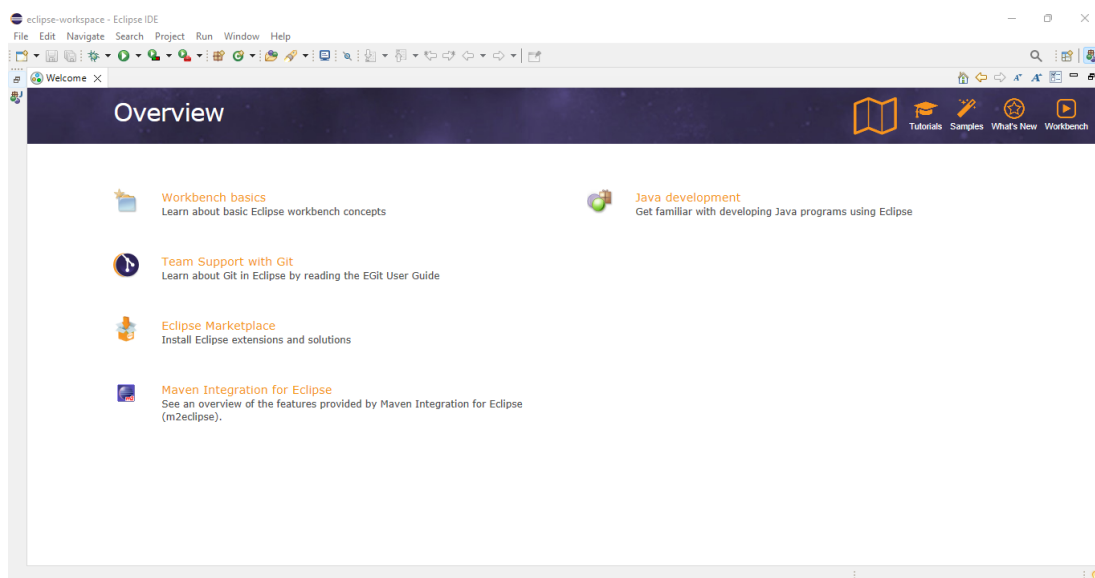 eclipse-workspace - Eclipse IDE
File Edit Navigate Search Project Run Window Help
Welcome
Overview
Tutorials Samples What's New Workbench
Workbench basics
Learn about basic Eclipse workbench concepts
Java development
Get familiar with developing Java programs using Eclipse
Team Support with Git
Learn about Git in Eclipse by reading the EGit User Guide
Eclipse Marketplace
Install Eclipse extensions and solutions
Maven Integration for Eclipse
See an overview of the features provided by Maven Integration for Eclipse
(m2eclipse).